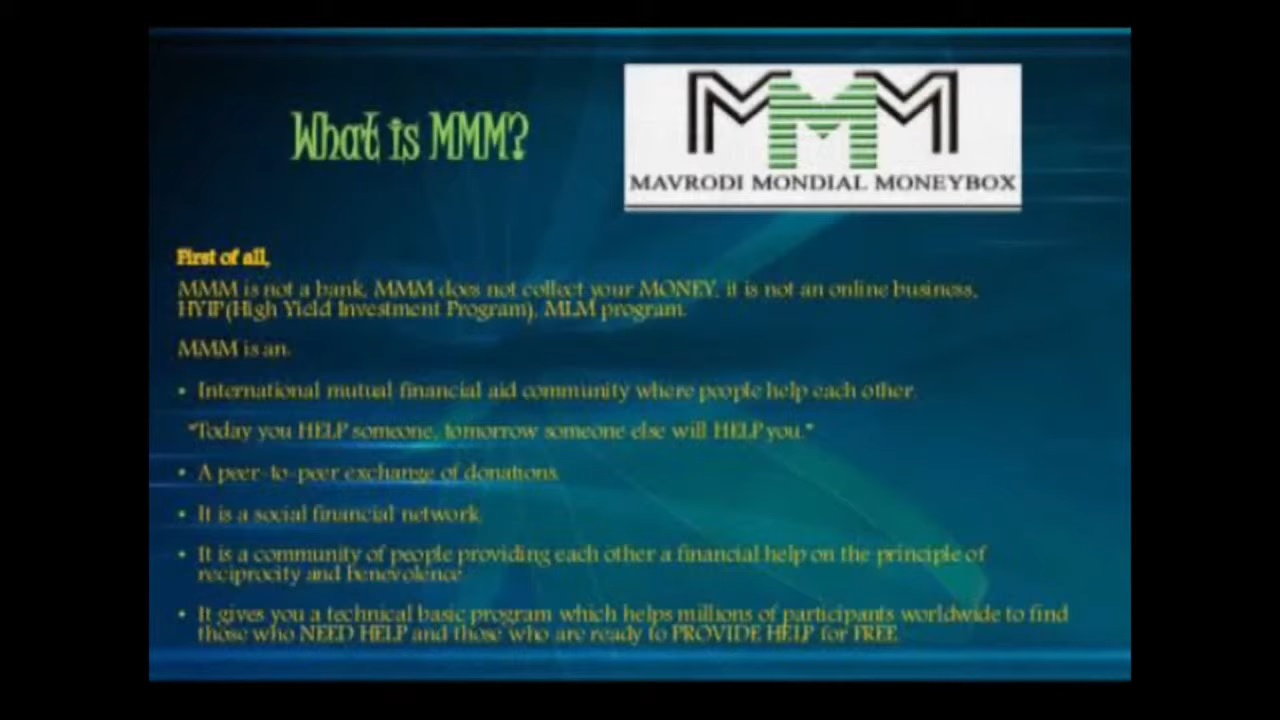 What is MMM?
MMM
MAVRODI MONDIAL MONEYBOX
First of all,
MMM is not a bank, MMM does not collect your MONEY, it is not an online business,
HYIP(High Yield Investment Program), MLM program.
MMM is an:
• International mutual financial aid community where people help each other.
"Today you HELP someone, tomorrow someone else will HELP you."
• A peer-to-peer exchange of donations.
• It is a social financial network.
• It is a community of people providing each other a financial help on the principle of
reciprocity and benevolence
• It gives you a technical basic program which helps millions of participants worldwide to find
those who NEED HELP and those who are ready to PROVIDE HELP for FREE.